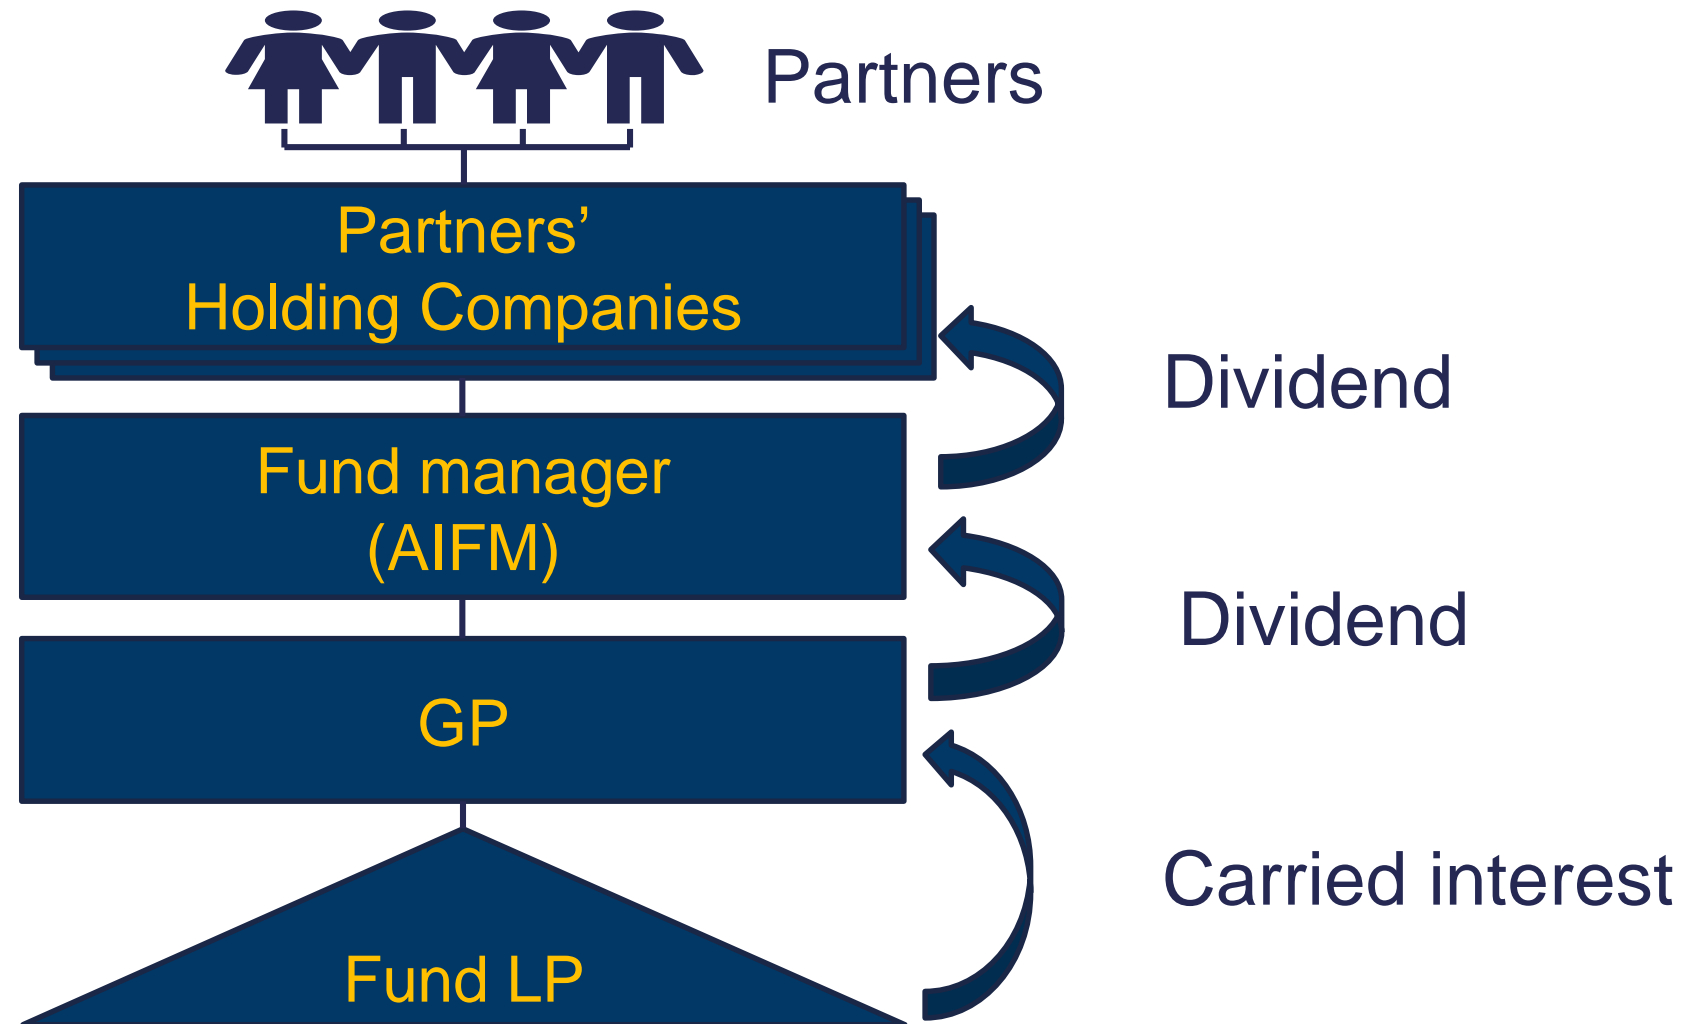 Partners
Partners’
Holding Companies
Dividend
Fund manager
(AIFM)
Dividend
GP
Carried interest
Fund LP